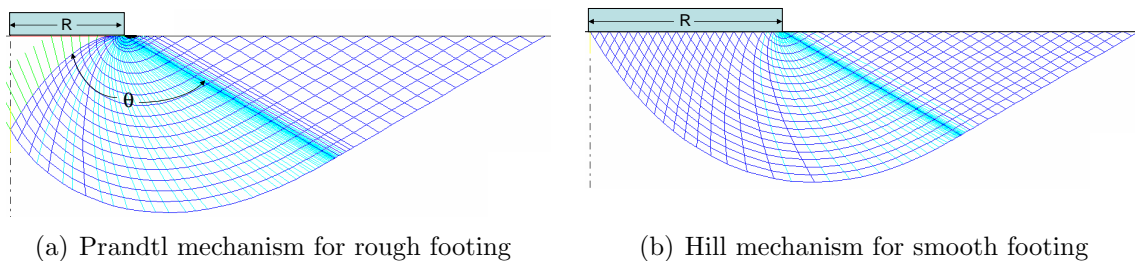 R
R
θ
(a) Prandtl mechanism for rough footing
(b) Hill mechanism for smooth footing